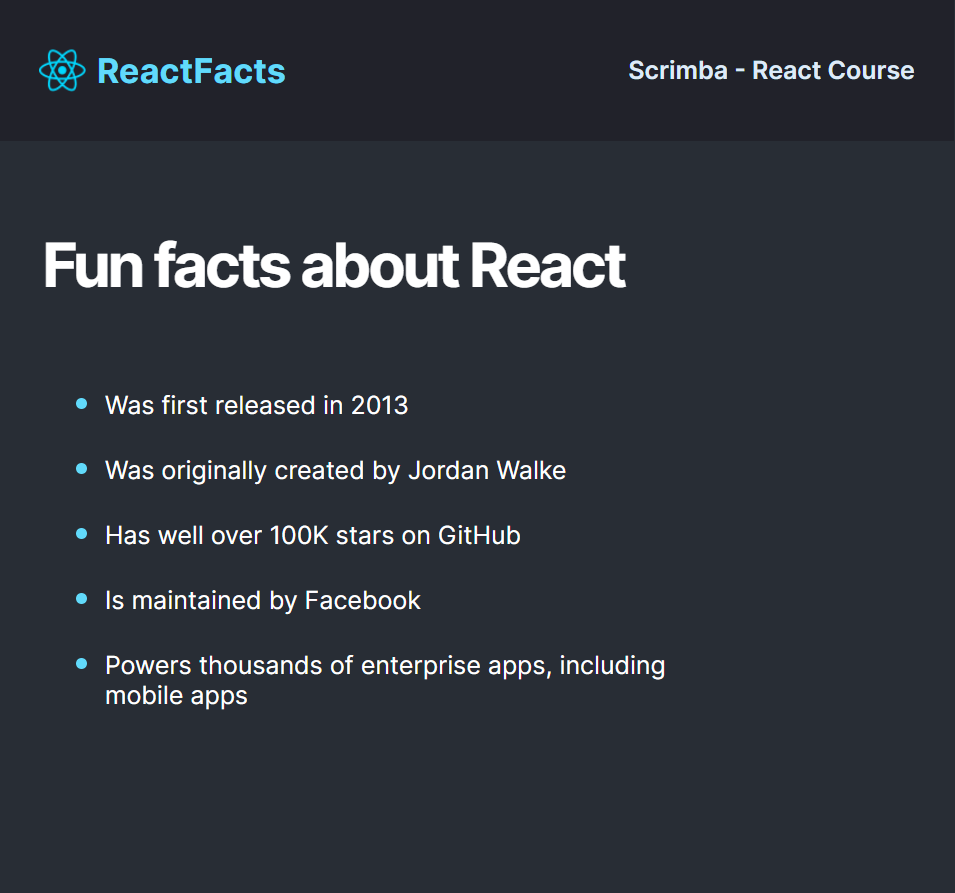 ReactFacts
Scrimba - React Course
Fun facts about React
Was first released in 2013
Was originally created by Jordan Walke
Has well over 100K stars on GitHub
Is maintained by Facebook
Powers thousands of enterprise apps, including
mobile apps